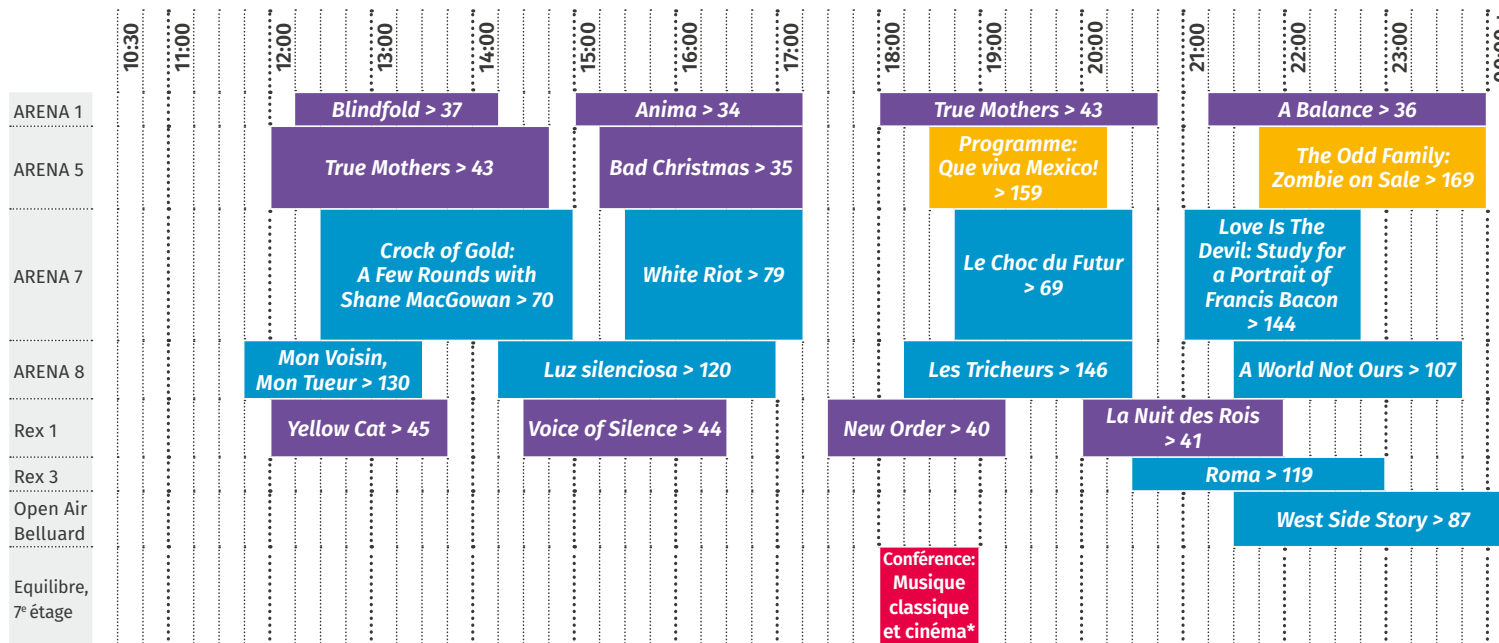 10:30
11:00
12:00
13:00
14:00
15:00
16:00
17:00
18:00
19:00
20:00
21:00
22:00
23:00
ARENA 1
Blindfold > 37
Anima > 34
True Mothers > 43
A Balance > 36
ARENA 5
True Mothers > 43
Bad Christmas > 35
Programme:
Que viva Mexico!
> 159
The Odd Family:
Zombie on Sale > 169
ARENA 7
Crock of Gold:
A Few Rounds with
Shane MacGowan > 70
White Riot > 79
Le Choc du Futur
> 69
Love Is The
Devil: Study for
a Portrait of
Francis Bacon
> 144
ARENA 8
Mon Voisin,
Mon Tueur > 130
Luz silenciosa > 120
Les Tricheurs > 146
A World Not Ours > 107
Rex 1
Yellow Cat > 45
Voice of Silence > 44
New Order > 40
La Nuit des Rois
> 41
Rex 3
Roma > 119
Open Air
Belluard
West Side Story > 87
Equilibre,
7e étage
Conférence:
Musique
classique
et cinéma*